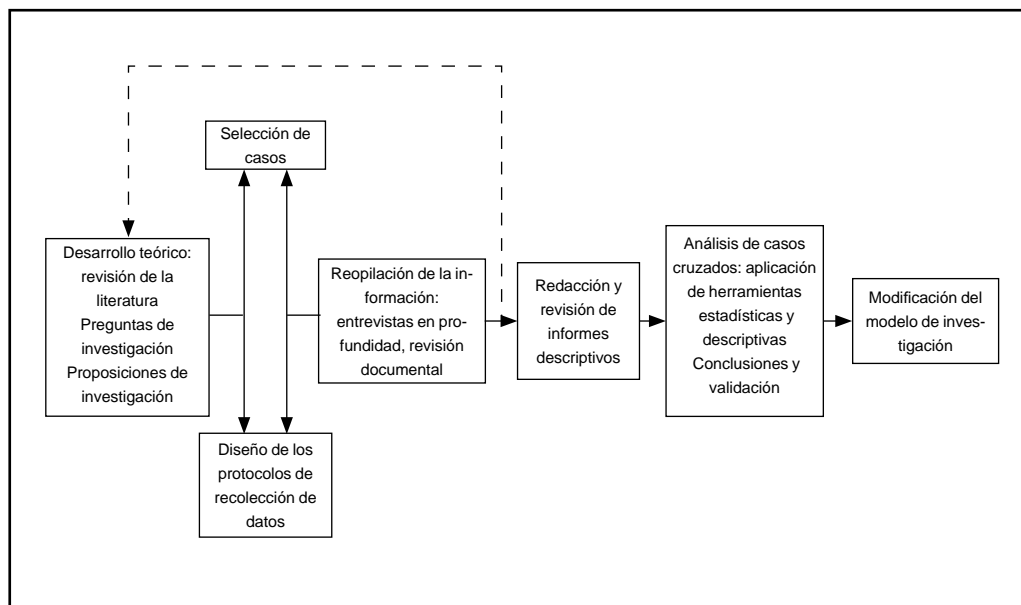 Selección de
casos
Desarrollo teórico:
revisión de la
literatura
Preguntas de
investigación
Proposiciones de
investigación
Diseño de los
protocolos de
recolección de
datos
Reopilación de la in-
formación:
entrevistas en pro-
fundidad, revisión
documental
Redacción y
revisión de
informes
descriptivos
Análisis de casos
cruzados: aplicación
de herramientas
estadísticas y
descriptivas
Conclusiones y
validación
Modificación del
modelo de inves-
tigación